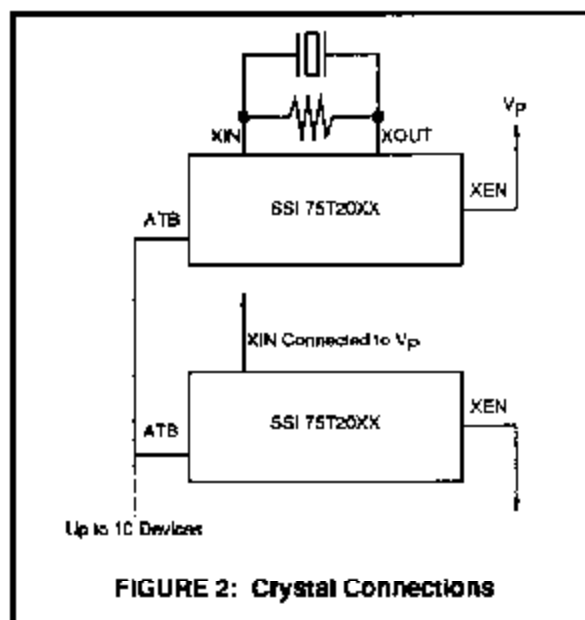 XIN
XOUT
VP
SSI 75T20XX
XEN
ATB
XIN Connected to VP
SSI 75T20XX
XEN
ATB
Up to 10 Devices
FIGURE 2: Crystal Connections